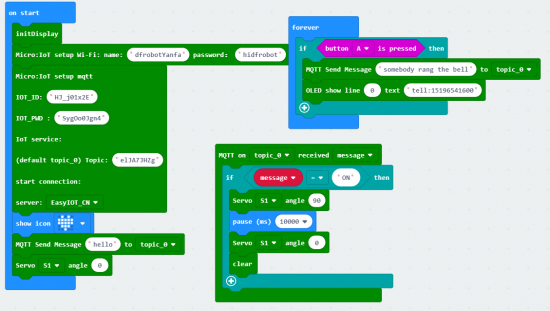 on start
initDisplay
Micro:IoT setup Wi-Fi: name: "dfrobotYanfa" password: "hidfrobot"
Micro:IoT setup mqtt
IOT_ID: "HJ_j01x2E"
IOT_PWD : "SygOo03gn4"
IoT service:
(default topic_0) Topic: "elJA73HZg"
start connection:
server: EasyIOT_CN
show icon
MQTT Send Message "hello" to topic_0
Servo S1 angle 0
forever
if button A is pressed then
MQTT Send Message "somebody rang the bell" to topic_0
OLED show line 0 text "tell:15196541600"
MQTT on topic_0 received message
if message = "ON" then
Servo S1 angle 90
pause (ms) 10000
Servo S1 angle 0
clear